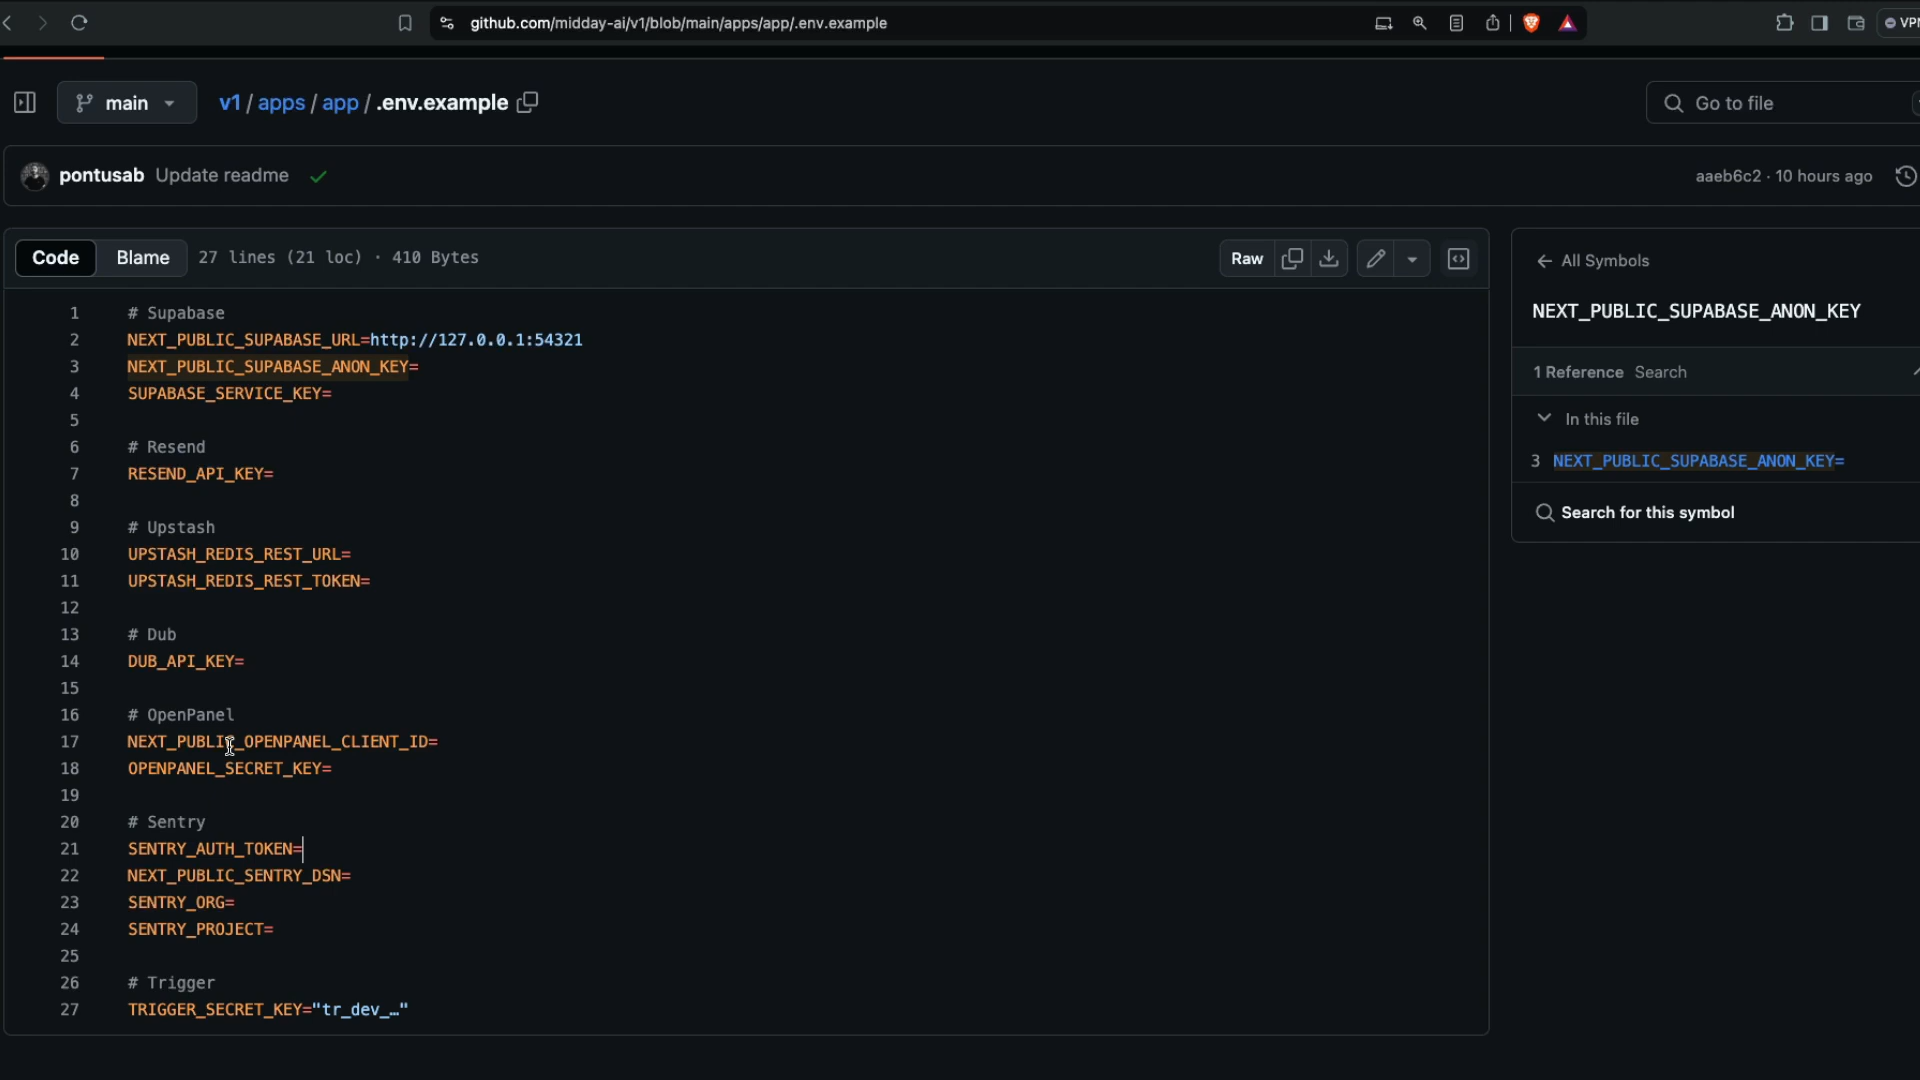 github.com/midday-ai/v1/blob/main/apps/app/.env.example
main
v1 / apps / app / .env.example
Go to file
pontusab Update readme
aaeb6c2 · 10 hours ago
Code Blame 27 lines (21 loc) · 410 Bytes
Raw
1 # Supabase
2 NEXT_PUBLIC_SUPABASE_URL=http://127.0.0.1:54321
3 NEXT_PUBLIC_SUPABASE_ANON_KEY=
4 SUPABASE_SERVICE_KEY=
5
6 # Resend
7 RESEND_API_KEY=
8
9 # Upstash
10 UPSTASH_REDIS_REST_URL=
11 UPSTASH_REDIS_REST_TOKEN=
12
13 # Dub
14 DUB_API_KEY=
15
16 # OpenPanel
17 NEXT_PUBLIC_OPENPANEL_CLIENT_ID=
18 OPENPANEL_SECRET_KEY=
19
20 # Sentry
21 SENTRY_AUTH_TOKEN=
22 NEXT_PUBLIC_SENTRY_DSN=
23 SENTRY_ORG=
24 SENTRY_PROJECT=
25
26 # Trigger
27 TRIGGER_SECRET_KEY="tr_dev_…"
All Symbols
NEXT_PUBLIC_SUPABASE_ANON_KEY
1 Reference Search
In this file
3 NEXT_PUBLIC_SUPABASE_ANON_KEY=
Search for this symbol